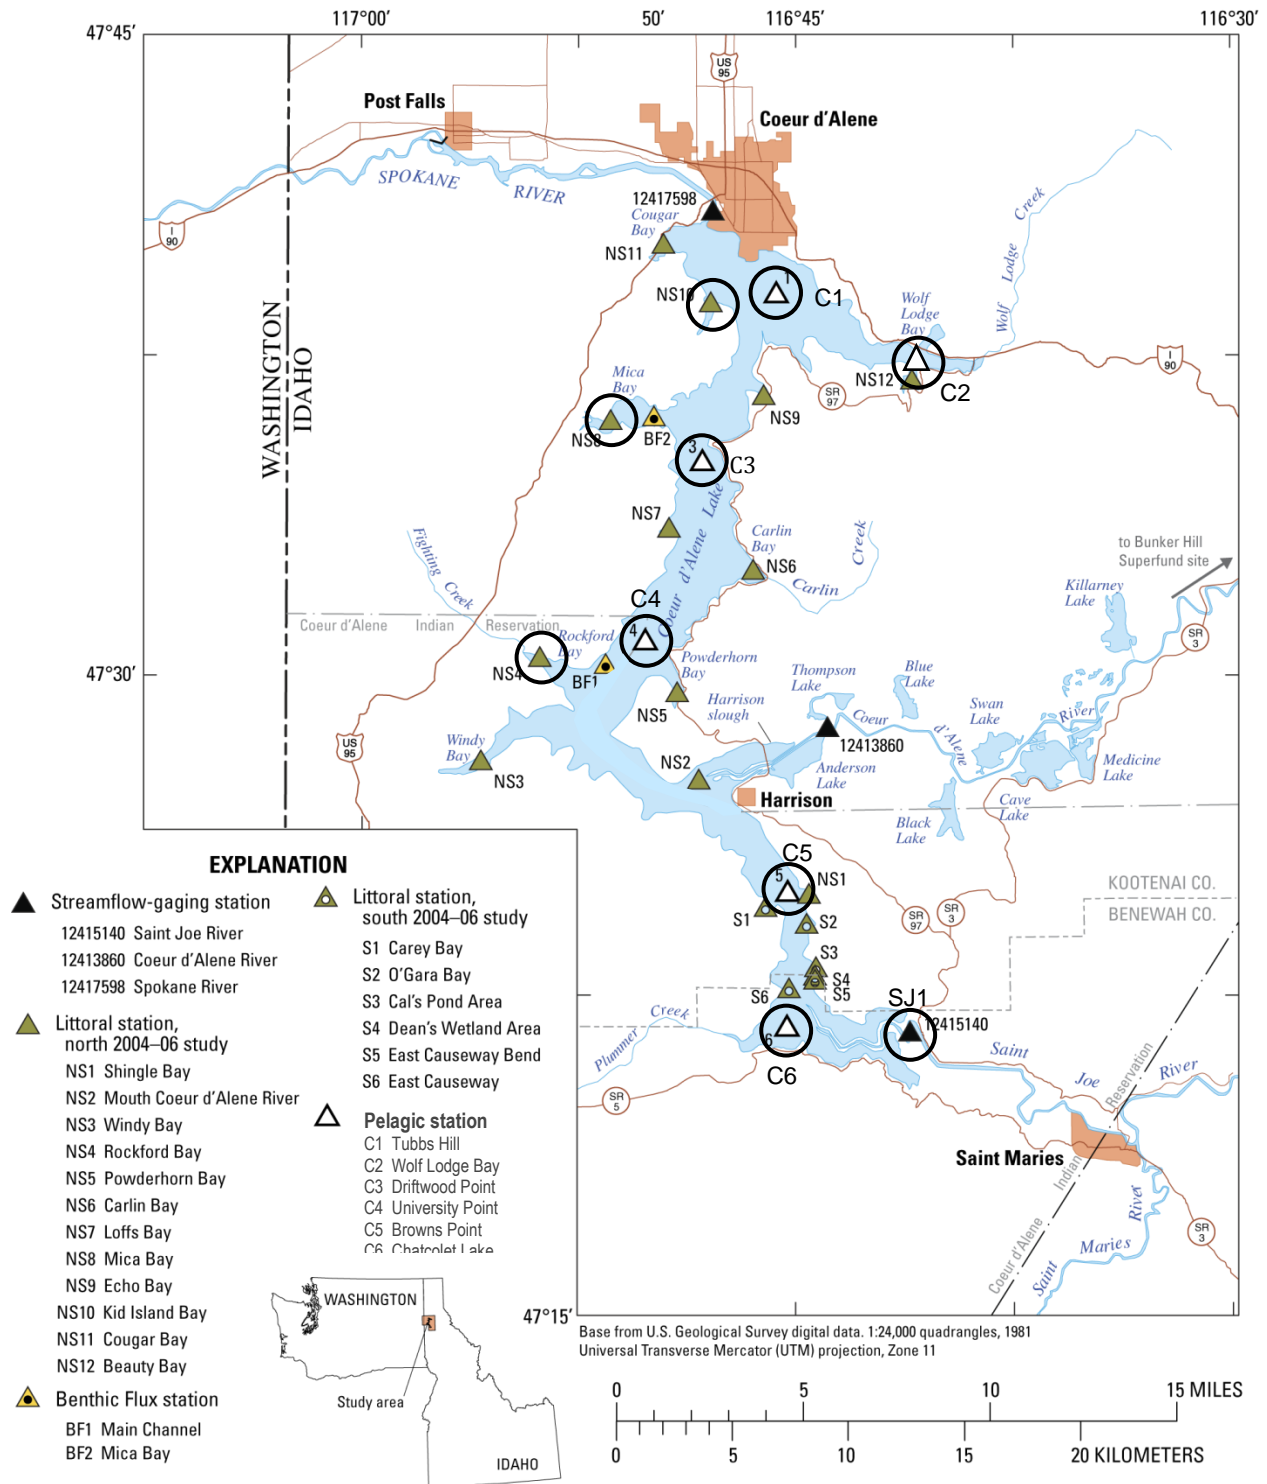 117°00'
50'
116°45'
116°30'
47°45'
US
95
Post Falls
Coeur d'Alene
SPOKANE
RIVER
12417598
Cougar
Bay
NS11
I
90
Wolf Lodge Creek
NS10
1
C1
Wolf
Lodge
Bay
WASHINGTON
IDAHO
NS12
C2
I
90
SR
97
Mica
Bay
NS8
BF2
NS9
3
C3
NS7
Coeur d'Alene Lake
Carlin
Bay
NS6
Carlin Creek
to Bunker Hill
Superfund site
Killarney
Lake
Fighting Creek
C4
4
Coeur d'Alene Indian Reservation
Rockford
Bay
SR
3
47°30'
NS4
BF1
Powderhorn
Bay
NS5
Thompson
Lake
Blue
Lake
Harrison
slough
Swan
Lake
Coeur d'Alene River
12413860
US
95
Windy
Bay
NS3
NS2
Anderson
Lake
Medicine
Lake
Harrison
Cave
Lake
Black
Lake
C5
5
NS1
KOOTENAI CO.
BENEWAH CO.
S1
S2
SR
97
SR
3
S3
S4
S5
S6
SJ1
12415140
Plummer Creek
6
C6
Saint Joe River
SR
5
Reservation
Saint Maries
Indian
Coeur d'Alene
Saint Maries River
SR
3
47°15'
EXPLANATION
Streamflow-gaging station
12415140 Saint Joe River
12413860 Coeur d'Alene River
12417598 Spokane River
Littoral station,
north 2004–06 study
NS1 Shingle Bay
NS2 Mouth Coeur d'Alene River
NS3 Windy Bay
NS4 Rockford Bay
NS5 Powderhorn Bay
NS6 Carlin Bay
NS7 Loffs Bay
NS8 Mica Bay
NS9 Echo Bay
NS10 Kid Island Bay
NS11 Cougar Bay
NS12 Beauty Bay
Benthic Flux station
BF1 Main Channel
BF2 Mica Bay
Littoral station,
south 2004–06 study
S1 Carey Bay
S2 O'Gara Bay
S3 Cal's Pond Area
S4 Dean's Wetland Area
S5 East Causeway Bend
S6 East Causeway
Pelagic station
C1 Tubbs Hill
C2 Wolf Lodge Bay
C3 Driftwood Point
C4 University Point
C5 Browns Point
C6 Chatcolet Lake
WASHINGTON
Study area
IDAHO
Base from U.S. Geological Survey digital data. 1:24,000 quadrangles, 1981
Universal Transverse Mercator (UTM) projection, Zone 11
0 5 10 15 MILES
0 5 10 15 20 KILOMETERS